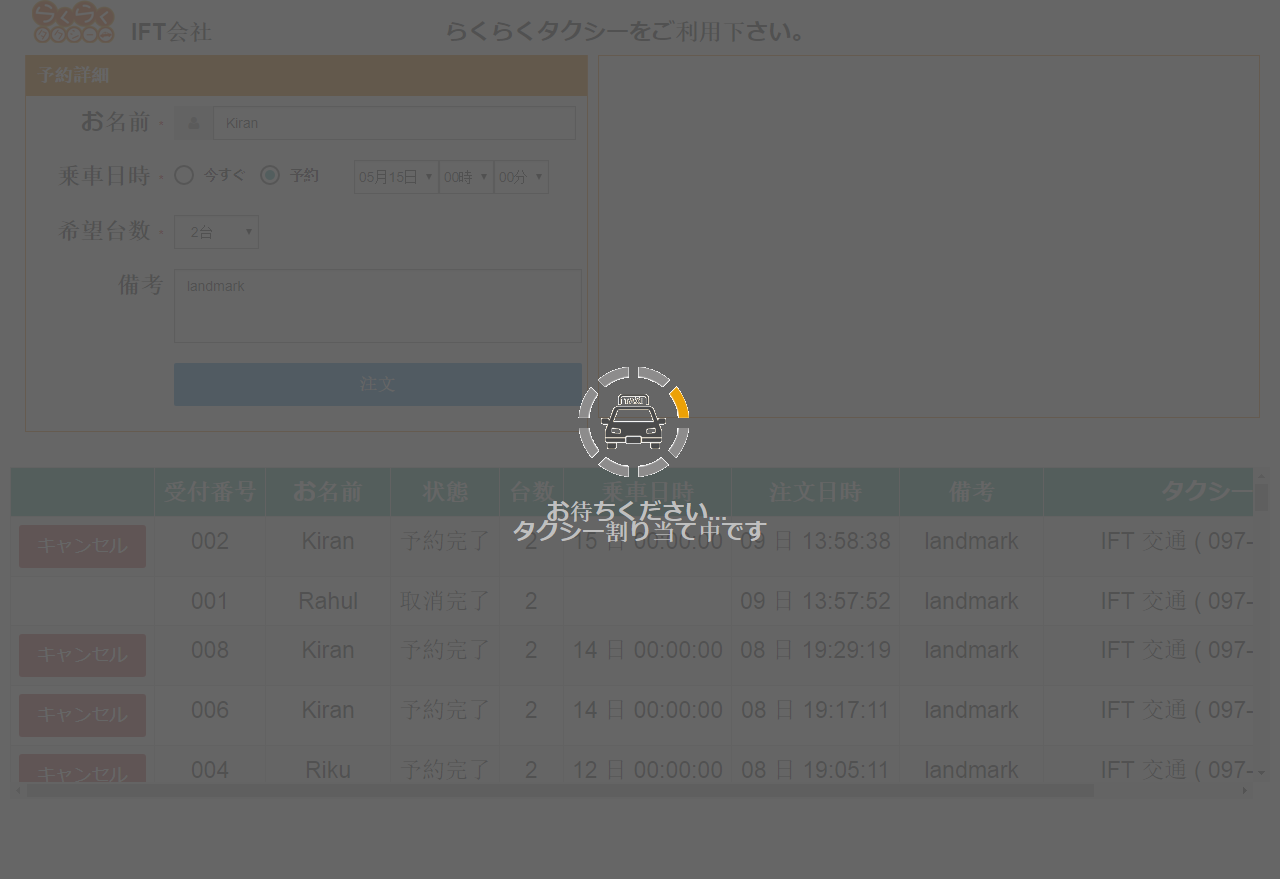 らくらく
タクシー
IFT会社
らくらくタクシーをご利用下さい。
予約詳細
お名前 * Kiran
乗車日時 * 今すぐ 予約 05月15日 00時 00分
希望台数 * 2台
備考 landmark
注文
TAXI
お待ちください...
タクシー割り当て中です
受付番号 お名前 状態 台数 乗車日時 注文日時 備考 タクシー
キャンセル 002 Kiran 予約完了 2 15 日 00:00:00 09 日 13:58:38 landmark IFT 交通 ( 097-
001 Rahul 取消完了 2 09 日 13:57:52 landmark IFT 交通 ( 097-
キャンセル 008 Kiran 予約完了 2 14 日 00:00:00 08 日 19:29:19 landmark IFT 交通 ( 097-
キャンセル 006 Kiran 予約完了 2 14 日 00:00:00 08 日 19:17:11 landmark IFT 交通 ( 097-
キャンセル 004 Riku 予約完了 2 12 日 00:00:00 08 日 19:05:11 landmark IFT 交通 ( 097-